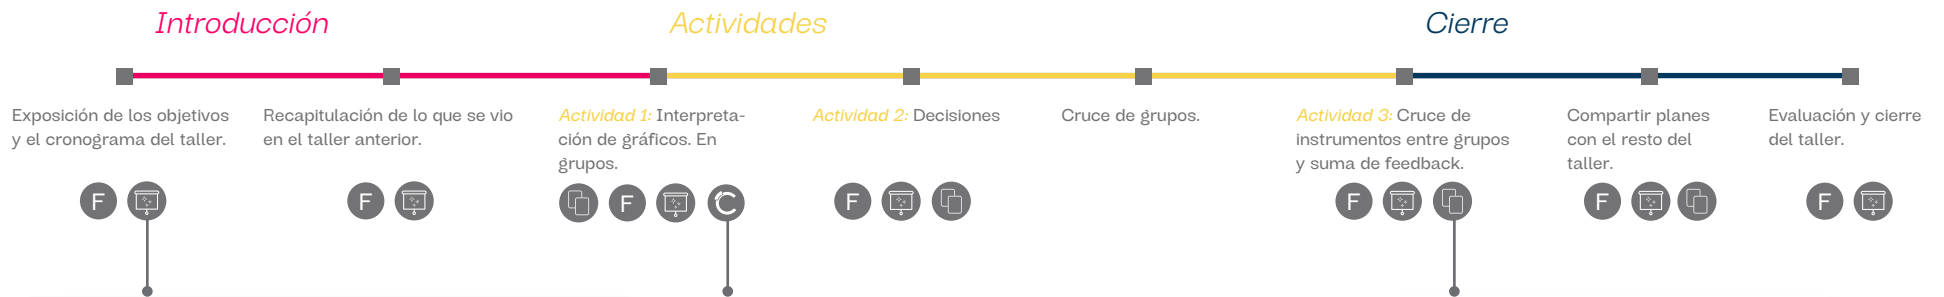 Introducción
Actividades
Cierre
Exposición de los objetivos
y el cronograma del taller.
Recapitulación de lo que se vio
en el taller anterior.
Actividad 1: Interpreta-
ción de gráficos. En
grupos.
Actividad 2: Decisiones
Cruce de grupos.
Actividad 3: Cruce de
instrumentos entre grupos
y suma de feedback.
Compartir planes
con el resto del
taller.
Evaluación y cierre
del taller.
F
F
F
C
F
F
F
F